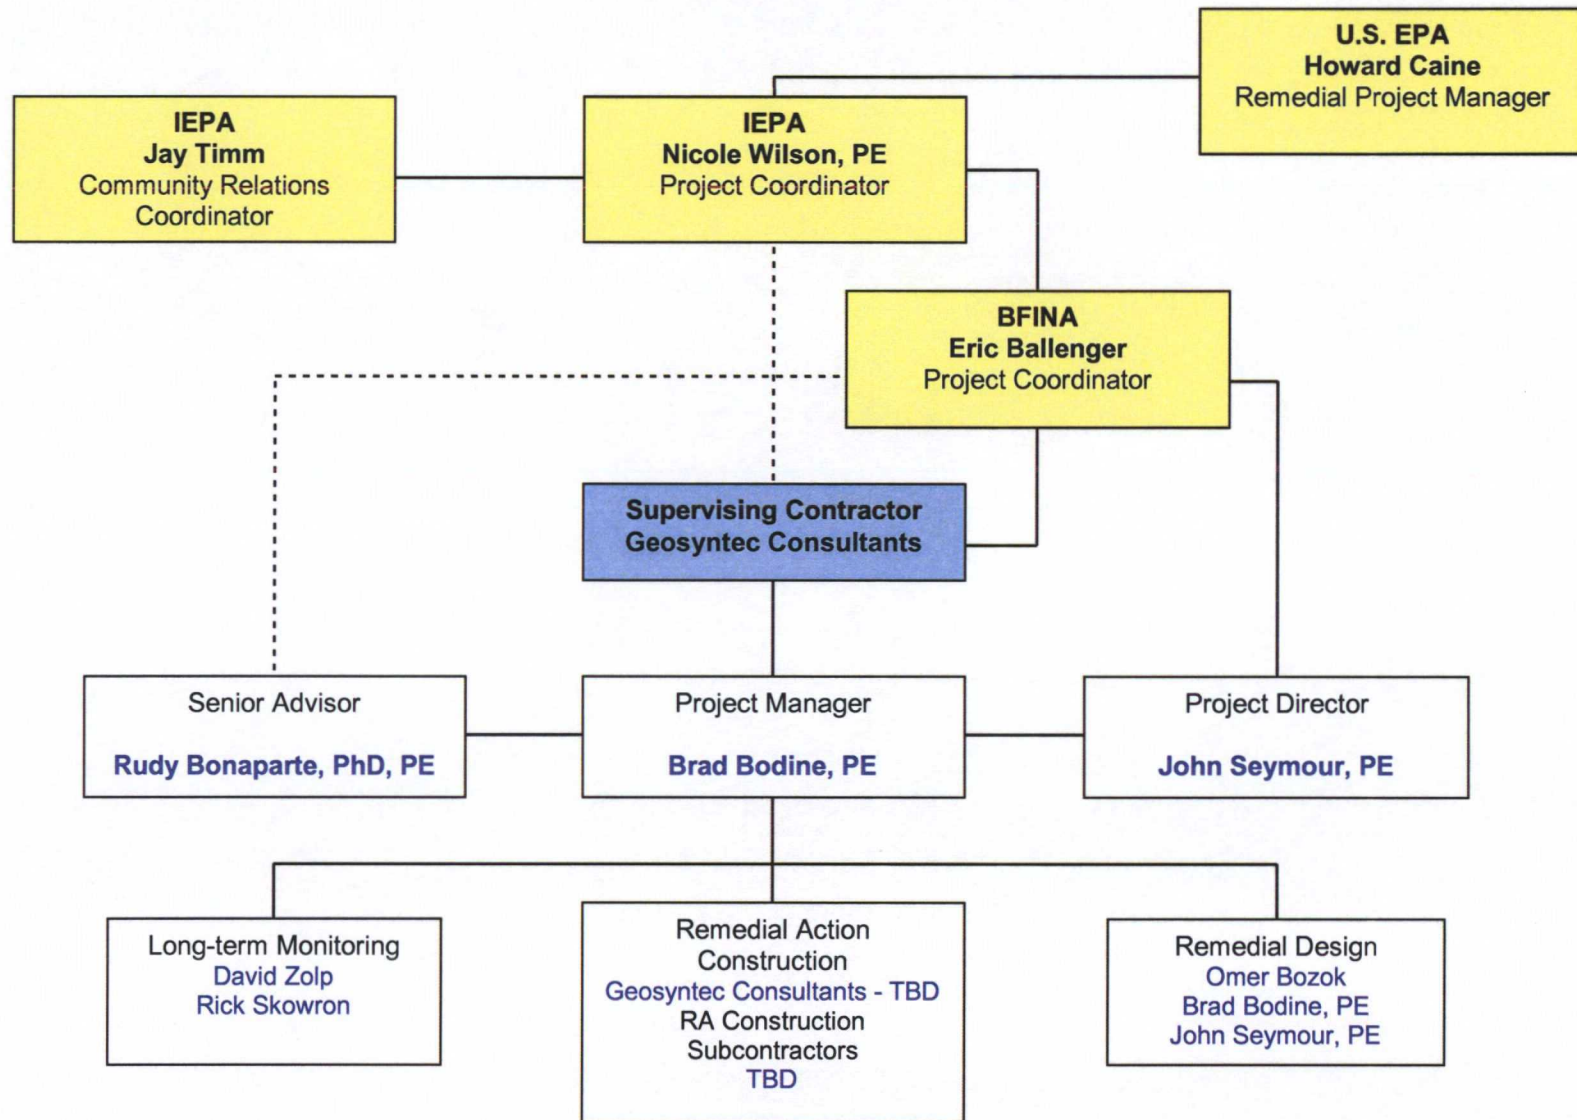 U.S. EPA
Howard Caine
Remedial Project Manager
IEPA
Jay Timm
Community Relations
Coordinator
IEPA
Nicole Wilson, PE
Project Coordinator
BFINA
Eric Ballenger
Project Coordinator
Supervising Contractor
Geosyntec Consultants
Senior Advisor
Rudy Bonaparte, PhD, PE
Project Manager
Brad Bodine, PE
Project Director
John Seymour, PE
Long-term Monitoring
David Zolp
Rick Skowron
Remedial Action
Construction
Geosyntec Consultants - TBD
RA Construction
Subcontractors
TBD
Remedial Design
Omer Bozok
Brad Bodine, PE
John Seymour, PE